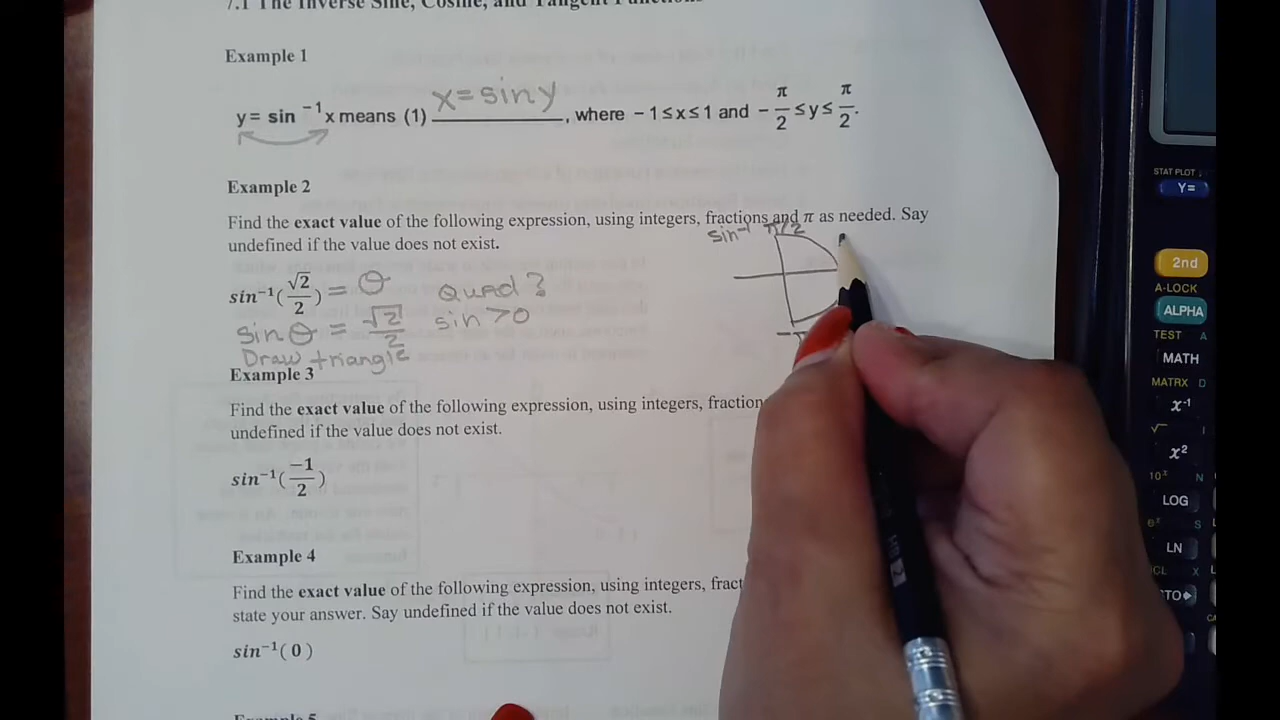 7.1 The Inverse Sine, Cosine, and Tangent Functions
Example 1
y = sin⁻¹x means (1) x = sin y, where −1 ≤ x ≤ 1 and −π/2 ≤ y ≤ π/2.
Example 2
Find the exact value of the following expression, using integers, fractions and π as needed. Say
undefined if the value does not exist.
sin⁻¹ π/2
sin⁻¹(√2/2) = θ Quad ?
sin θ = √2/2 sin > 0
Draw triangle
Example 3
Find the exact value of the following expression, using integers, fraction
undefined if the value does not exist.
sin⁻¹(−1/2)
Example 4
Find the exact value of the following expression, using integers, fract
state your answer. Say undefined if the value does not exist.
sin⁻¹(0)
Example 5
STAT PLOT
Y=
2nd
A-LOCK
ALPHA
TEST A
MATH
MATRX D
x⁻¹
√ I
x²
10ˣ N
LOG
eˣ S
LN
X
STO